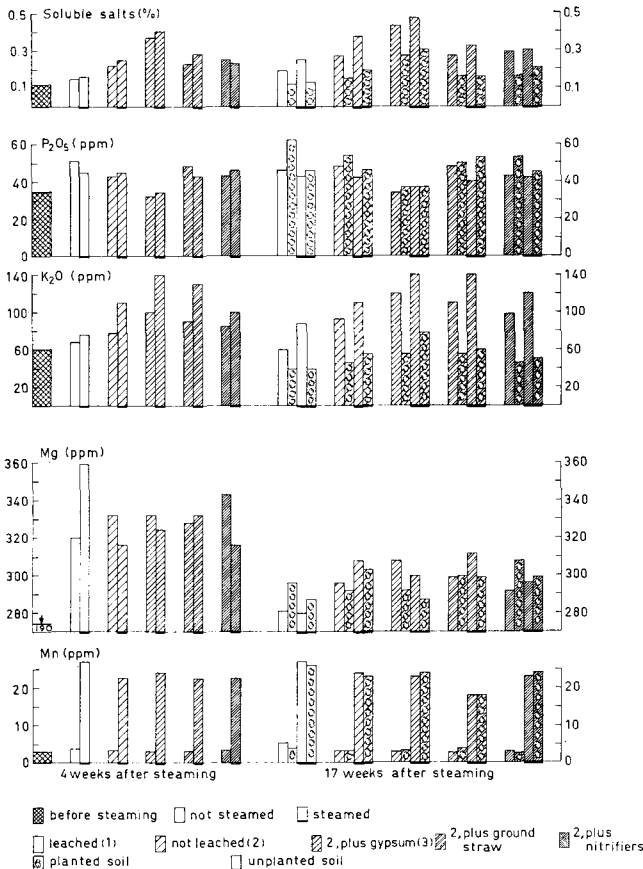 Soluble salts (%)
0.5
0.3
0.1
0.5
0.3
0.1
P₂O₅ (ppm)
60
40
20
0
60
40
20
0
K₂O (ppm)
140
100
60
20
140
100
60
20
Mg (ppm)
360
340
320
300
280
190
360
340
320
300
280
Mn (ppm)
20
10
0
20
10
0
4 weeks after steaming
17 weeks after steaming
before steaming
not steamed
steamed
leached (1)
not leached (2)
2, plus gypsum (3)
2, plus ground straw
2, plus nitrifiers
planted soil
unplanted soil